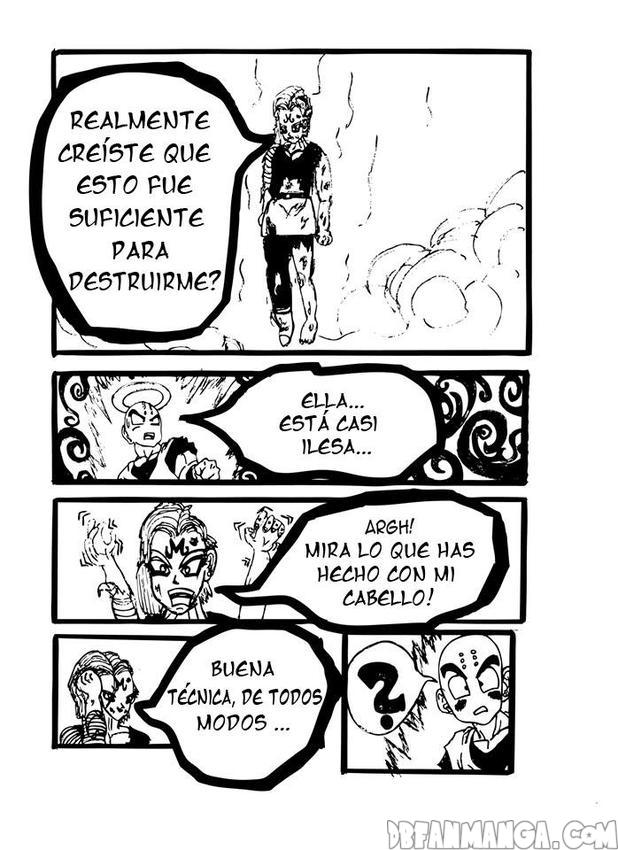 REALMENTE
CREÍSTE QUE
ESTO FUE
SUFICIENTE
PARA
DESTRUIRME?
ELLA...
ESTÁ CASI
ILESA...
ARGH!
MIRA LO QUE HAS
HECHO CON MI
CABELLO!
BUENA
TÉCNICA, DE TODOS
MODOS ...
?
DBFANMANGA.COM